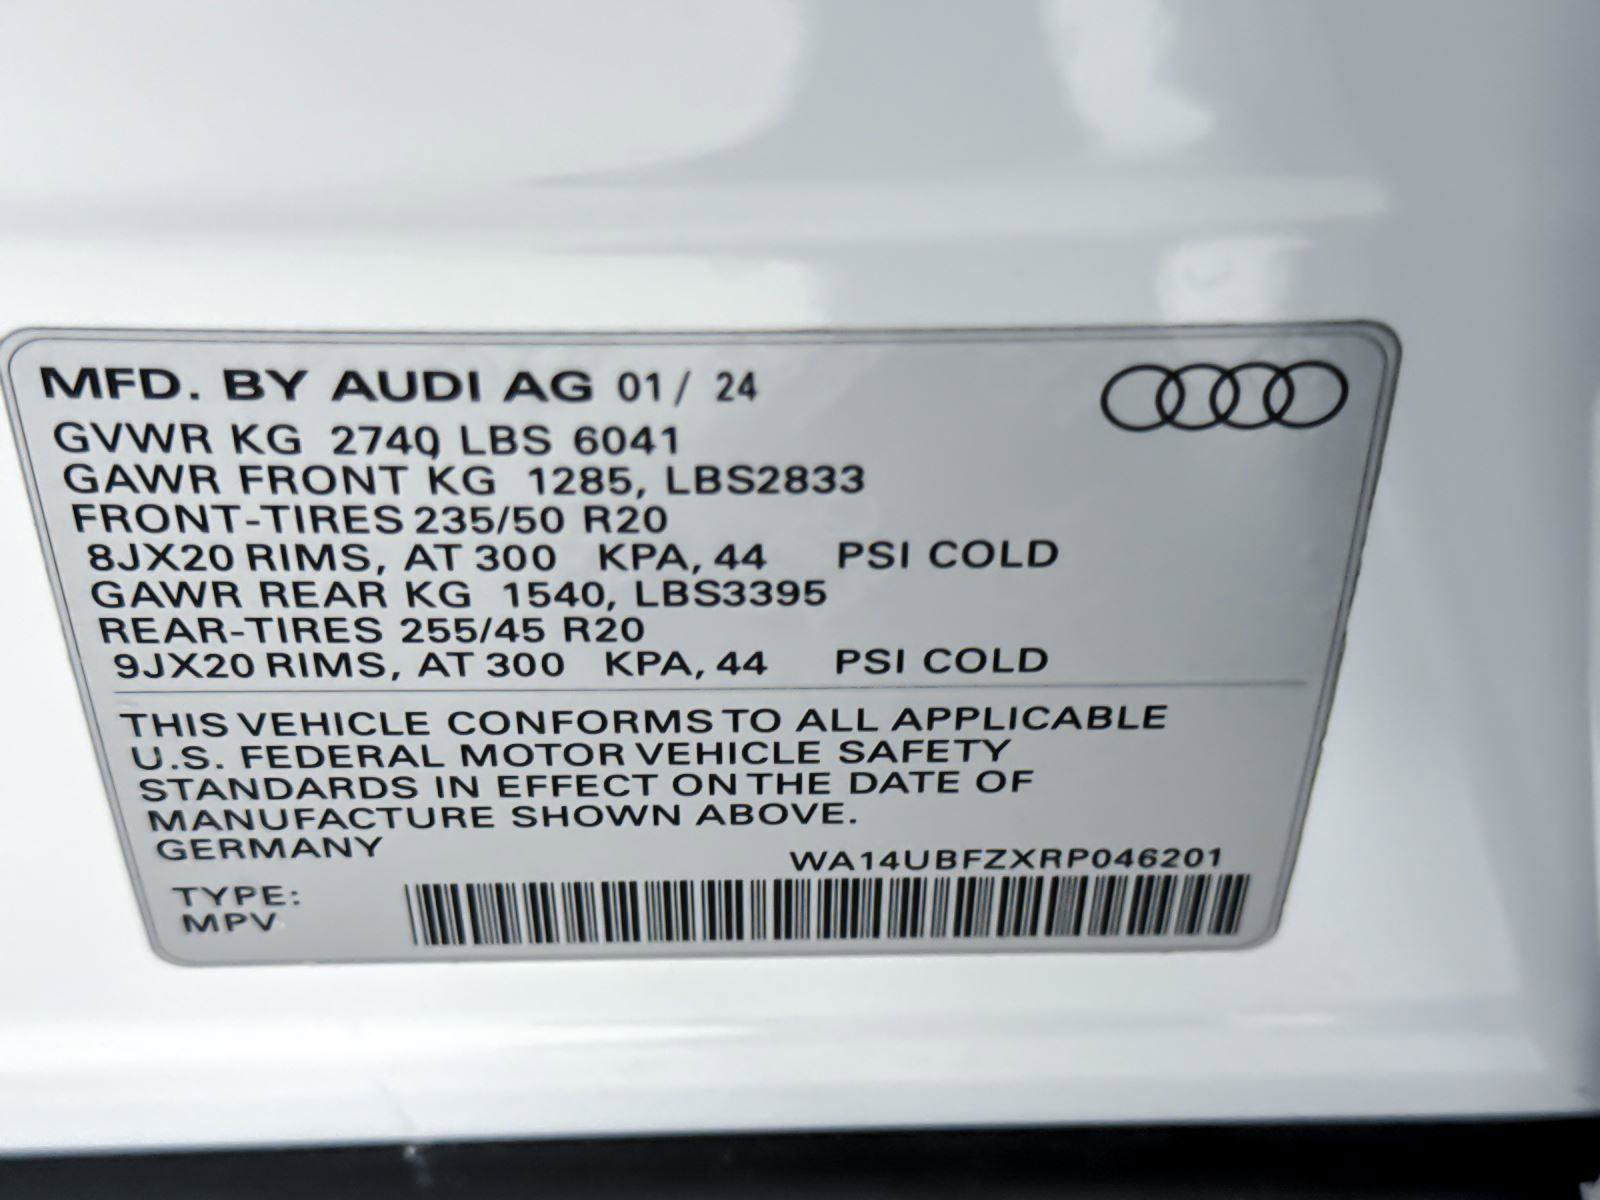 MFD. BY AUDI AG 01/ 24
GVWR KG 2740 LBS 6041
GAWR FRONT KG 1285, LBS2833
FRONT-TIRES 235/50 R20
8JX20 RIMS, AT 300 KPA, 44 PSI COLD
GAWR REAR KG 1540, LBS3395
REAR-TIRES 255/45 R20
9JX20 RIMS, AT 300 KPA, 44 PSI COLD
THIS VEHICLE CONFORMS TO ALL APPLICABLE
U.S. FEDERAL MOTOR VEHICLE SAFETY
STANDARDS IN EFFECT ON THE DATE OF
MANUFACTURE SHOWN ABOVE.
GERMANY
WA14UBFZXRP046201
TYPE:
MPV